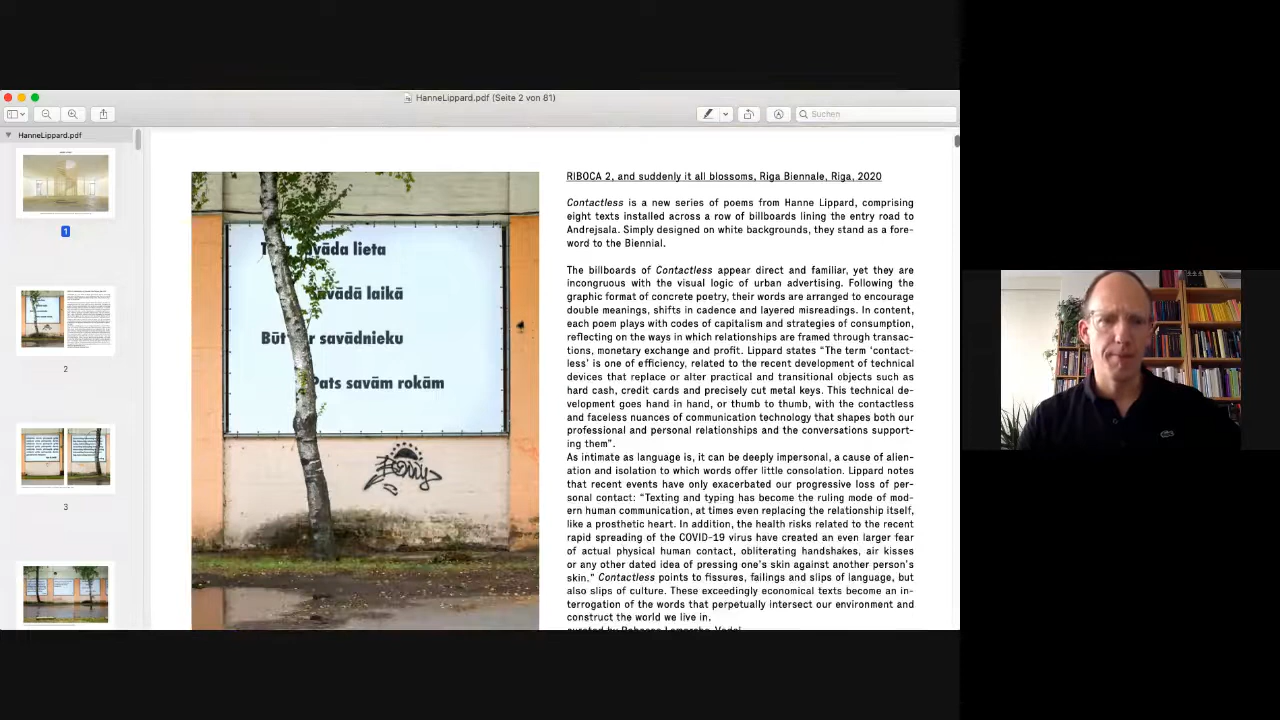 HanneLippard.pdf (Seite 2 von 81)
Suchen
HanneLippard.pdf
1
2
3
savāda lieta
Savādā laikā
Būt ar savādnieku
Pats savām rokām
RIBOCA 2, and suddenly it all blossoms, Riga Biennale, Riga, 2020
Contactless is a new series of poems from Hanne Lippard, comprising
eight texts installed across a row of billboards lining the entry road to
Andrejsala. Simply designed on white backgrounds, they stand as a fore-
word to the Biennial.
The billboards of Contactless appear direct and familiar, yet they are
incongruous with the visual logic of urban advertising. Following the
graphic format of concrete poetry, their words are arranged to encourage
double meanings, shifts in cadence and layered misreadings. In content,
each poem plays with codes of capitalism and strategies of consumption,
reflecting on the ways in which relationships are framed through transac-
tions, monetary exchange and profit. Lippard states “The term ‘contact-
less’ is one of efficiency, related to the recent development of technical
devices that replace or alter practical and transitional objects such as
hard cash, credit cards and precisely cut metal keys. This technical de-
velopment goes hand in hand, or thumb to thumb, with the contactless
and faceless nuances of communication technology that shapes both our
professional and personal relationships and the conversations support-
ing them”.
As intimate as language is, it can be deeply impersonal, a cause of alien-
ation and isolation to which words offer little consolation. Lippard notes
that recent events have only exacerbated our progressive loss of per-
sonal contact: “Texting and typing has become the ruling mode of mod-
ern human communication, at times even replacing the relationship itself,
like a prosthetic heart. In addition, the health risks related to the recent
rapid spreading of the COVID-19 virus have created an even larger fear
of actual physical human contact, obliterating handshakes, air kisses
or any other dated idea of pressing one's skin against another person's
skin.” Contactless points to fissures, failings and slips of language, but
also slips of culture. These exceedingly economical texts become an in-
terrogation of the words that perpetually intersect our environment and
construct the world we live in.